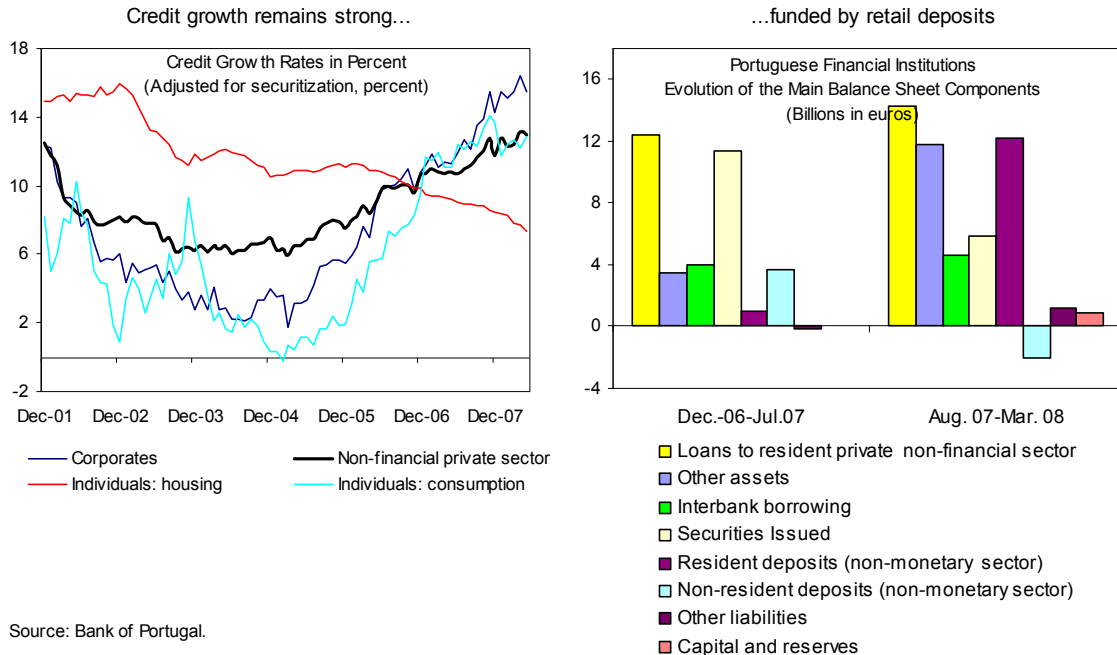 Credit growth remains strong...
Credit Growth Rates in Percent
(Adjusted for securitization, percent)
18
14
10
6
2
-2
Dec-01 Dec-02 Dec-03 Dec-04 Dec-05 Dec-06 Dec-07
Corporates
Non-financial private sector
Individuals: housing
Individuals: consumption
Source: Bank of Portugal.
...funded by retail deposits
Portuguese Financial Institutions
Evolution of the Main Balance Sheet Components
(Billions in euros)
16
12
8
4
0
-4
Dec.-06-Jul.07 Aug. 07-Mar. 08
Loans to resident private non-financial sector
Other assets
Interbank borrowing
Securities Issued
Resident deposits (non-monetary sector)
Non-resident deposits (non-monetary sector)
Other liabilities
Capital and reserves